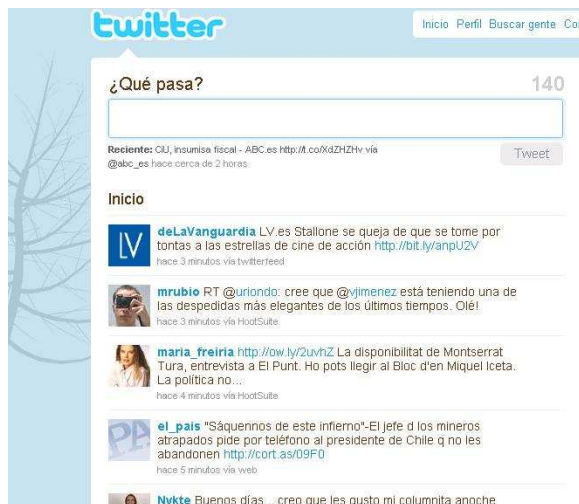 twitter
Inicio Perfil Buscar gente Co
¿Qué pasa?
140
Reciente: CiU, insumisa fiscal - ABC.es http://t.co/XdZHZHv vía
@abc_es hace cerca de 2 horas
Tweet
Inicio
deLaVanguardia LV.es Stallone se queja de que se tome por
tontas a las estrellas de cine de acción http://bit.ly/anpU2V
hace 3 minutos vía twitterfeed
LV
mrubio RT @uriondo: cree que @vjimenez está teniendo una de
las despedidas más elegantes de los últimos tiempos. Olé!
hace 3 minutos vía HootSuite
maria_freiria http://ow.ly/2uvhZ La disponibilitat de Montserrat
Tura, entrevista a El Punt. Ho pots llegir al Bloc d'en Miquel Iceta.
La política no...
hace 4 minutos vía HootSuite
el_pais "Sáquennos de este infierno"-El jefe d los mineros
atrapados pide por teléfono al presidente de Chile q no les
abandonen http://cort.as/09F0
hace 5 minutos vía web
PA
Nykte Buenos días... creo que les gusto mi columnita anoche